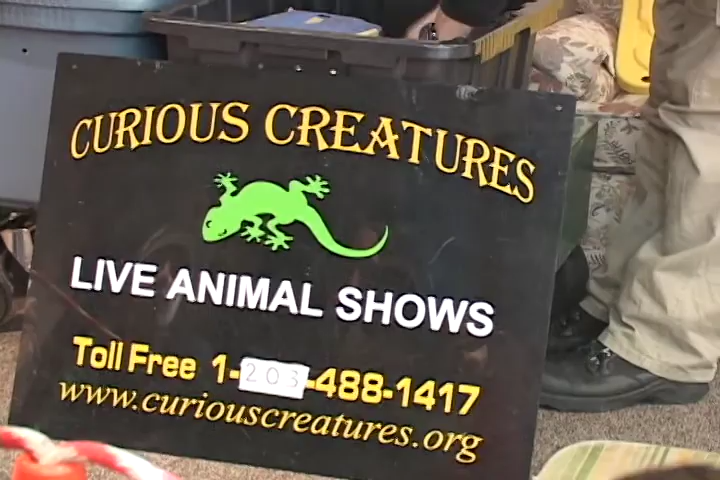 CURIOUS CREATURES
LIVE ANIMAL SHOWS
Toll Free 1-203-488-1417
www.curiouscreatures.org